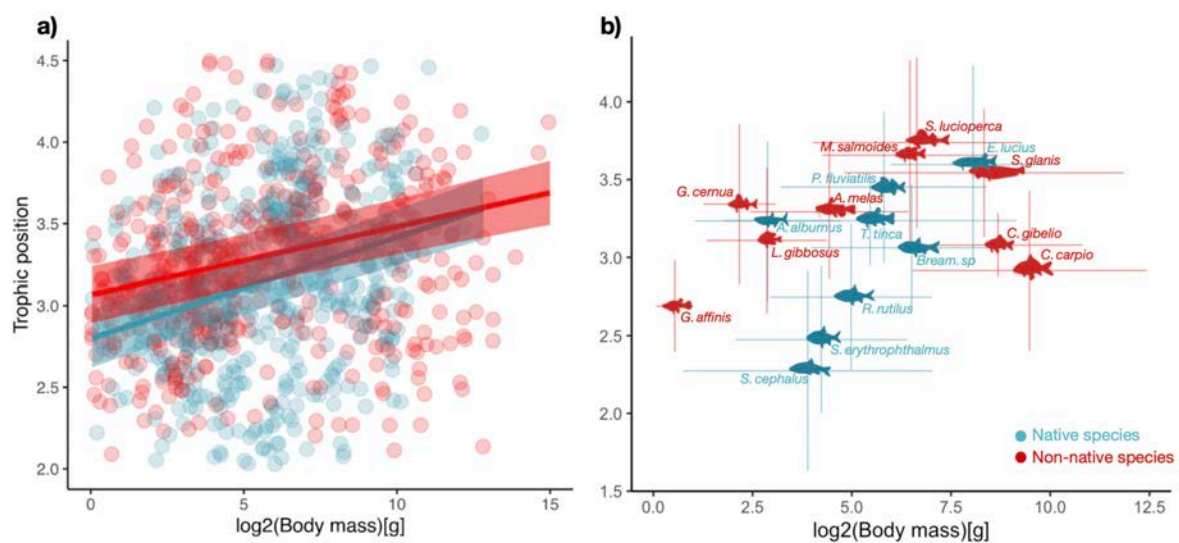 a)
4.5
4.0
3.5
3.0
2.5
2.0
Trophic position
0
5
10
15
log2(Body mass)[g]
b)
4.0
3.5
3.0
2.5
2.0
1.5
S. lucioperca
M. salmoides
E. lucius
S. glanis
P. fluviatilis
G. cernua
A. melas
A. alburnus
T. tinca
L. gibbosus
C. gibelio
Bream. sp
C. carpio
R. rutilus
G. affinis
S. erythrophthalmus
S. cephalus
Native species
Non-native species
2.5
5.0
7.5
10.0
12.5
log2(Body mass)[g]